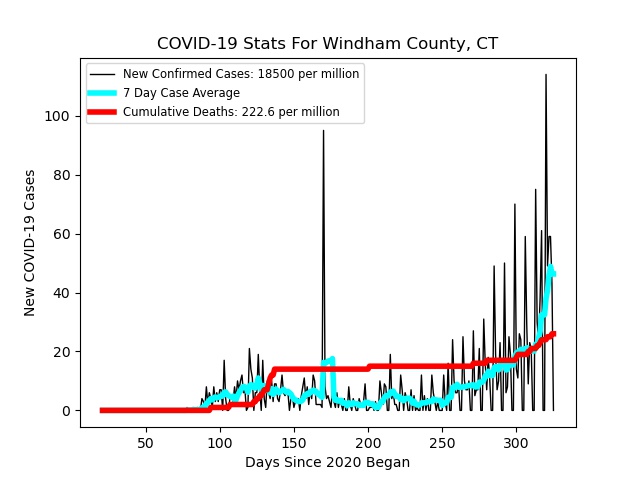 COVID-19 Stats For Windham County, CT
New Confirmed Cases: 18500 per million
7 Day Case Average
Cumulative Deaths: 222.6 per million
New COVID-19 Cases
100
80
60
40
20
0
50 100 150 200 250 300
Days Since 2020 Began